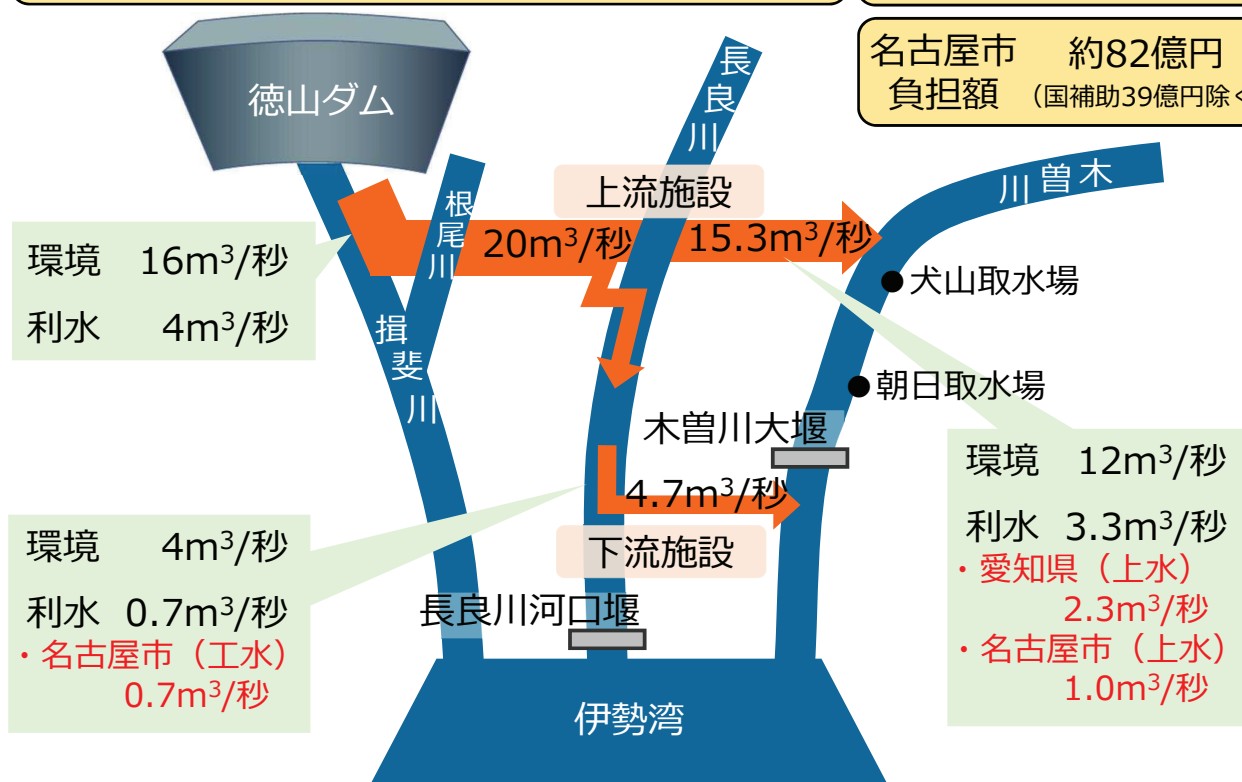 名古屋市 約82億円
負担額 (国補助39億円除く
徳山ダム
長良川
木曽川
根尾川
揖斐川
上流施設
20m³/秒
15.3m³/秒
環境 16m³/秒
利水 4m³/秒
犬山取水場
朝日取水場
木曽川大堰
4.7m³/秒
下流施設
長良川河口堰
環境 4m³/秒
利水 0.7m³/秒
・名古屋市（工水）
0.7m³/秒
環境 12m³/秒
利水 3.3m³/秒
・愛知県（上水）
2.3m³/秒
・名古屋市（上水）
1.0m³/秒
伊勢湾